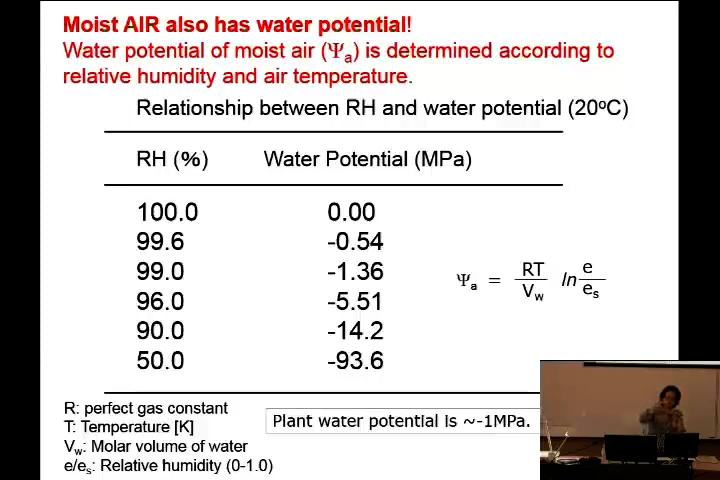 Moist AIR also has water potential!
Water potential of moist air (Ψa) is determined according to
relative humidity and air temperature.
Relationship between RH and water potential (20°C)
RH (%) Water Potential (MPa)
100.0 0.00
99.6 -0.54
99.0 -1.36
96.0 -5.51
90.0 -14.2
50.0 -93.6
Ψa = RT/Vw ln e/es
R: perfect gas constant
T: Temperature [K]
Vw: Molar volume of water
e/es: Relative humidity (0-1.0)
Plant water potential is ~-1MPa.